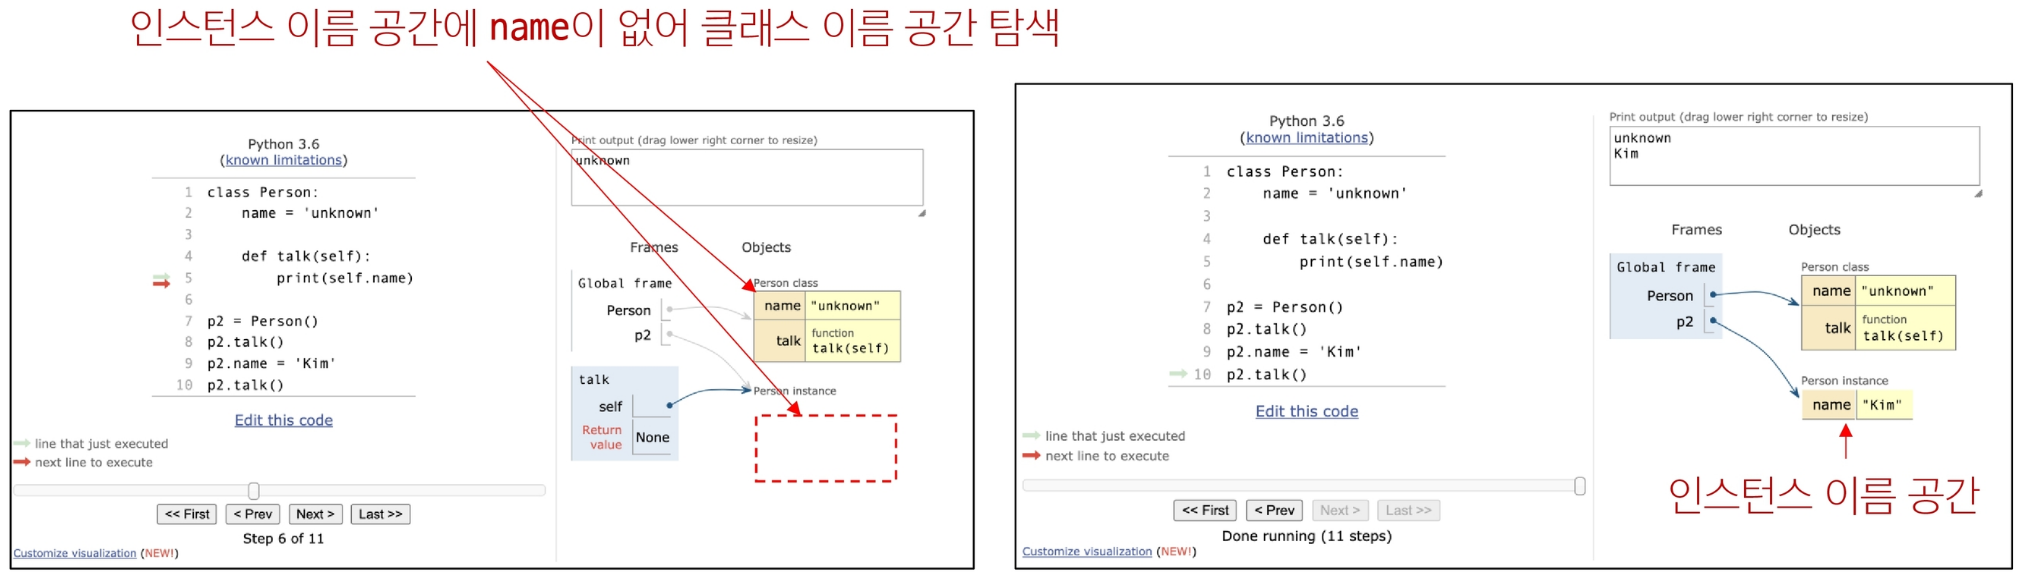 인스턴스 이름 공간에 name이 없어 클래스 이름 공간 탐색
Python 3.6
(known limitations)
1 class Person:
2 name = 'unknown'
3
4 def talk(self):
5 print(self.name)
6
7 p2 = Person()
8 p2.talk()
9 p2.name = 'Kim'
10 p2.talk()
Edit this code
line that just executed
next line to execute
<< First < Prev Next > Last >>
Step 6 of 11
Customize visualization (NEW!)
Print output (drag lower right corner to resize)
unknown
Frames Objects
Global frame
Person
p2
talk
self
Return value None
Person class
name "unknown"
talk function
talk(self)
Person instance
Python 3.6
(known limitations)
1 class Person:
2 name = 'unknown'
3
4 def talk(self):
5 print(self.name)
6
7 p2 = Person()
8 p2.talk()
9 p2.name = 'Kim'
10 p2.talk()
Edit this code
line that just executed
next line to execute
<< First < Prev Next > Last >>
Done running (11 steps)
Customize visualization (NEW!)
Print output (drag lower right corner to resize)
unknown
Kim
Frames Objects
Global frame
Person
p2
Person class
name "unknown"
talk function
talk(self)
Person instance
name "Kim"
인스턴스 이름 공간